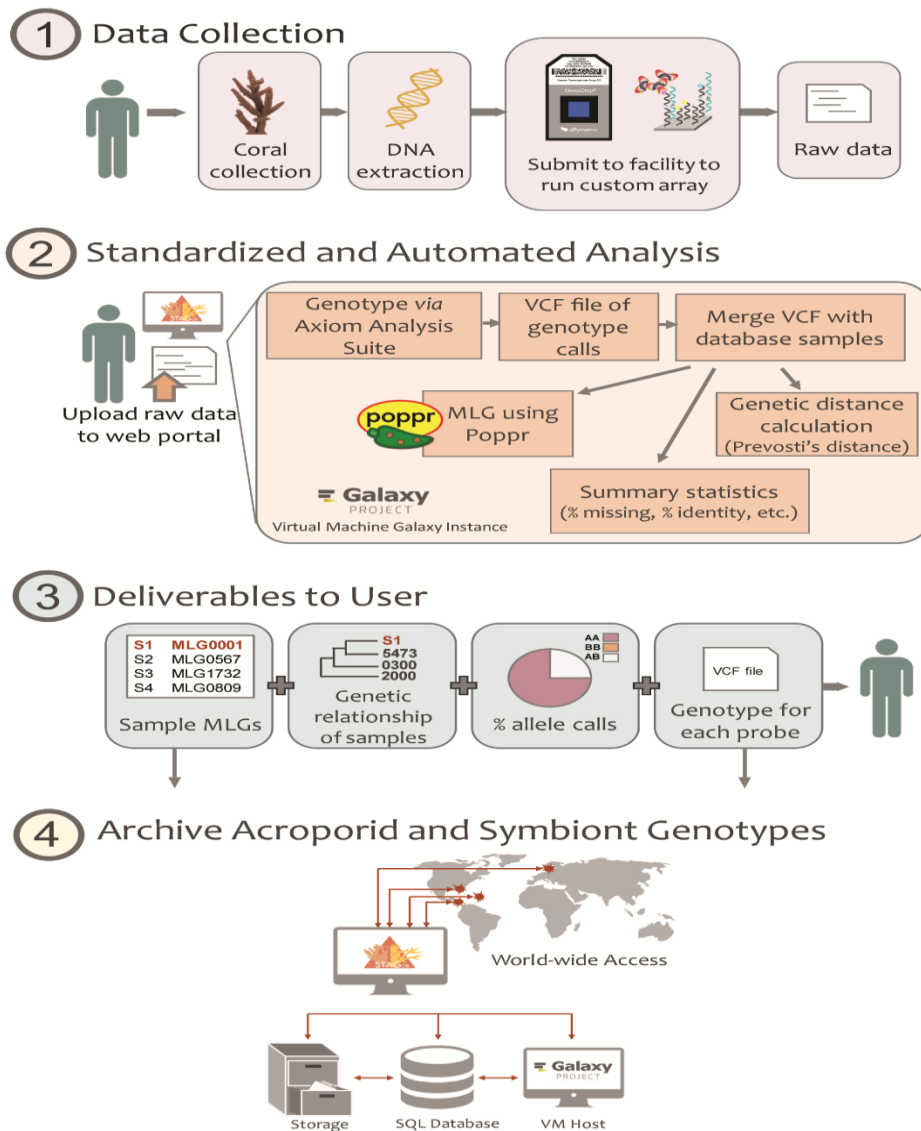 1 Data Collection
Coral
collection
DNA
extraction
GeneChip®
affymetrix
Submit to facility to
run custom array
Raw data
2 Standardized and Automated Analysis
STAG
Upload raw data
to web portal
Genotype via
Axiom Analysis
Suite
VCF file of
genotype
calls
Merge VCF with
database samples
poppr
MLG using
Poppr
Genetic distance
calculation
(Prevosti's distance)
Summary statistics
(% missing, % identity, etc.)
Galaxy
PROJECT
Virtual Machine Galaxy Instance
3 Deliverables to User
S1 MLG0001
S2 MLG0567
S3 MLG1732
S4 MLG0809
Sample MLGs
S1
5473
0300
2000
Genetic
relationship
of samples
AA
BB
AB
% allele calls
VCF file
Genotype for
each probe
4 Archive Acroporid and Symbiont Genotypes
STAG
World-wide Access
Storage
SQL Database
Galaxy
PROJECT
VM Host